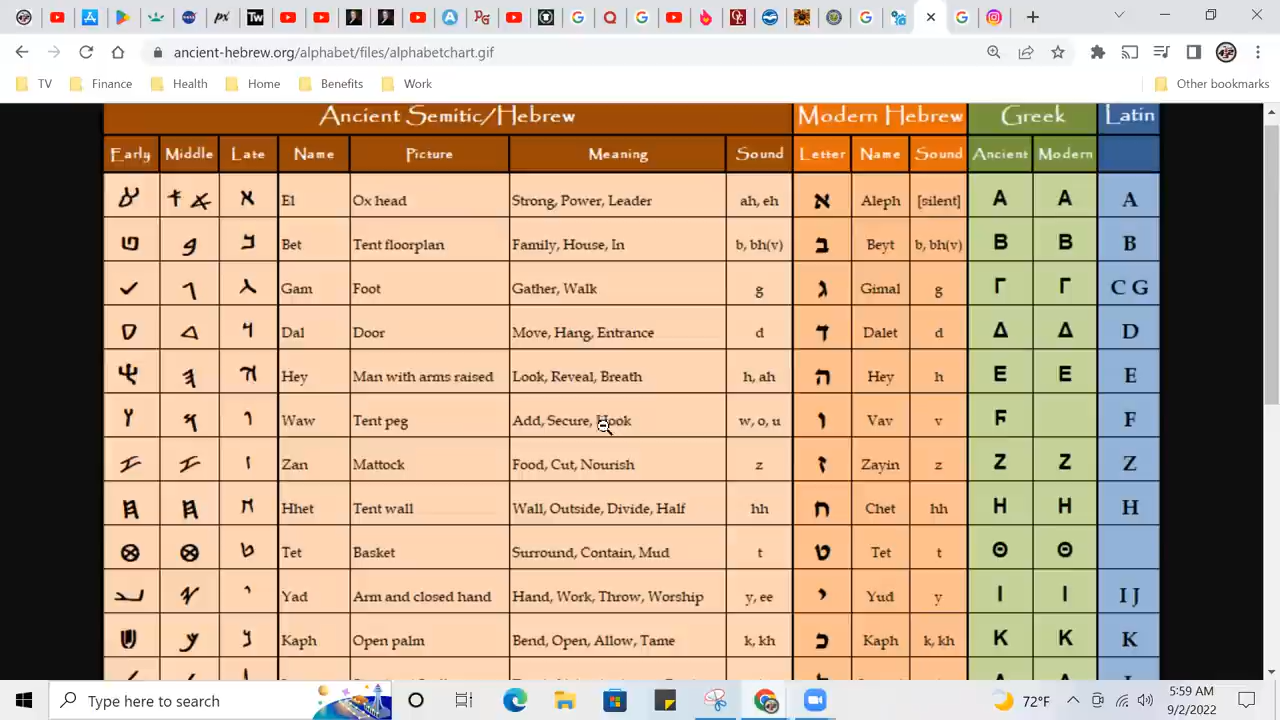 ancient-hebrew.org/alphabet/files/alphabetchart.gif
TV Finance Health Home Benefits Work Other bookmarks
Ancient Semitic/Hebrew Modern Hebrew Greek Latin
Early Middle Late Name Picture Meaning Sound Letter Name Sound Ancient Modern
א El Ox head Strong, Power, Leader ah, eh א Aleph [silent] Α Α A
Bet Tent floorplan Family, House, In b, bh(v) ב Beyt b, bh(v) Β Β B
Gam Foot Gather, Walk g ג Gimal g Γ Γ C G
Dal Door Move, Hang, Entrance d ד Dalet d Δ Δ D
Hey Man with arms raised Look, Reveal, Breath h, ah ה Hey h Ε Ε E
Waw Tent peg Add, Secure, Hook w, o, u ו Vav v F F
Zan Mattock Food, Cut, Nourish z ז Zayin z Ζ Ζ Z
Hhet Tent wall Wall, Outside, Divide, Half hh ח Chet hh Η Η H
Tet Basket Surround, Contain, Mud t ט Tet t Θ Θ
Yad Arm and closed hand Hand, Work, Throw, Worship y, ee י Yud y Ι Ι I J
Kaph Open palm Bend, Open, Allow, Tame k, kh כ Kaph k, kh Κ Κ K
Type here to search
72°F
5:59 AM
9/2/2022